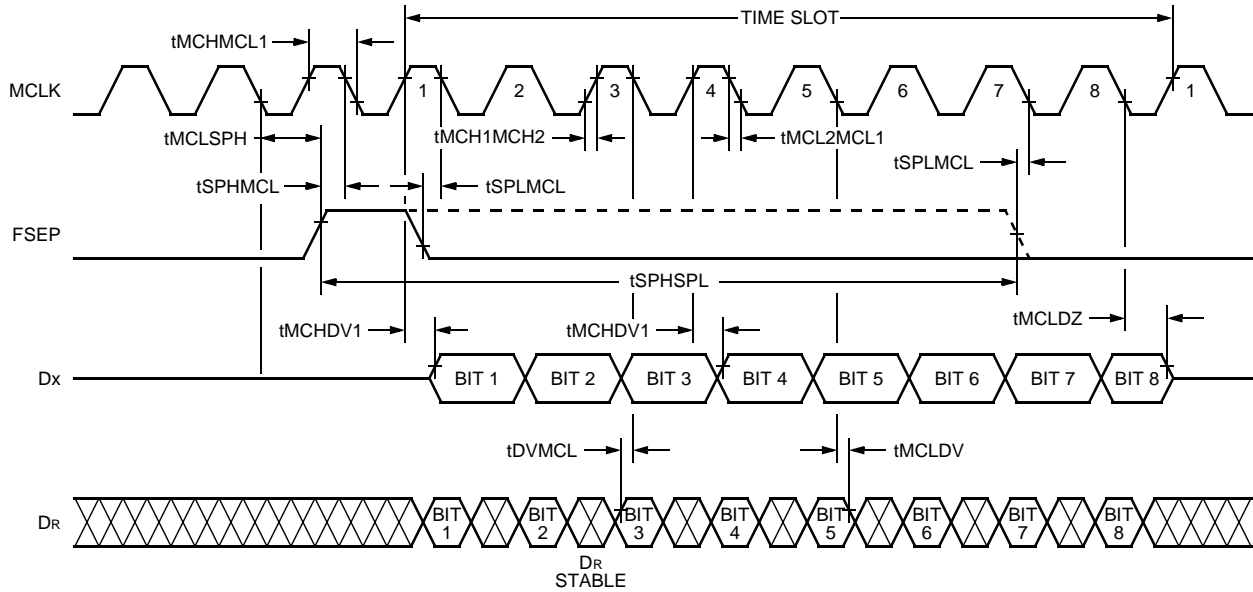 TIME SLOT
tMCHMCL1
MCLK
1
2
3
4
5
6
7
8
1
tMCLSPH
tMCH1MCH2
tMCL2MCL1
tSPHMCL
tSPLMCL
tSPLMCL
FSEP
tSPHSPL
tMCHDV1
tMCHDV1
tMCLDZ
Dx
BIT 1
BIT 2
BIT 3
BIT 4
BIT 5
BIT 6
BIT 7
BIT 8
tDVMCL
tMCLDV
DR
BIT
1
BIT
2
BIT
3
BIT
4
BIT
5
BIT
6
BIT
7
BIT
8
DR
STABLE